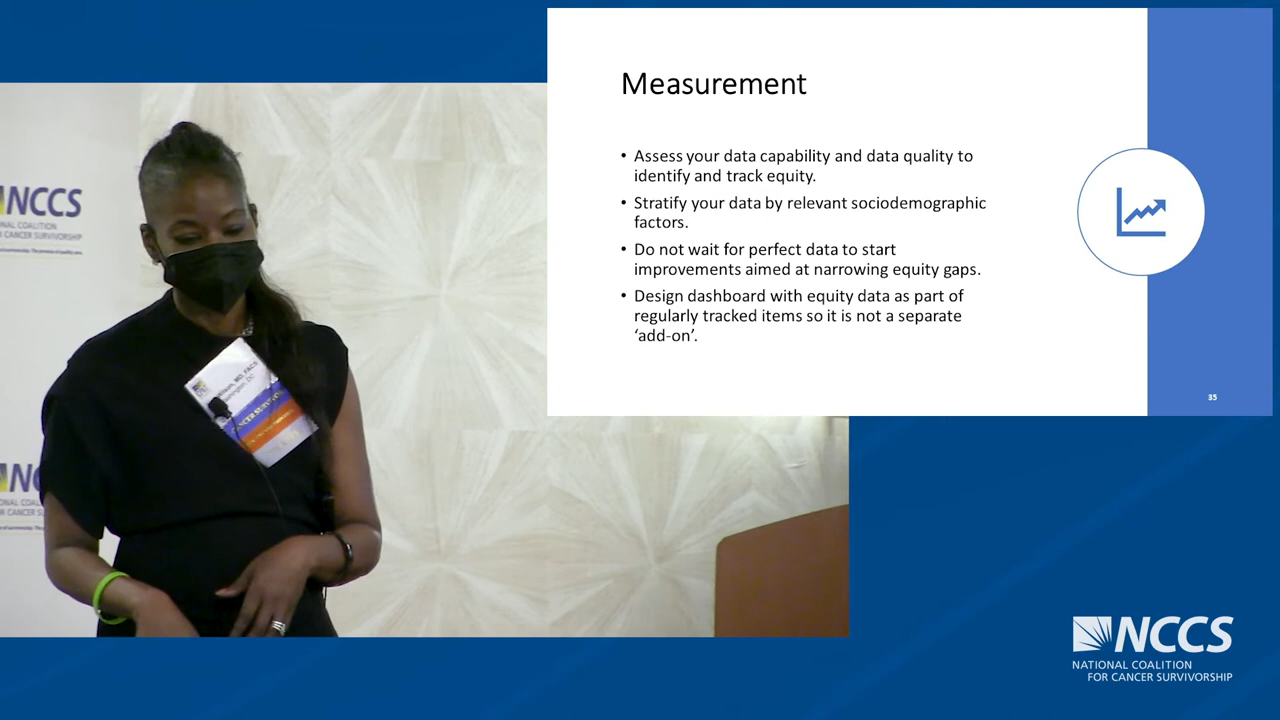 Measurement
• Assess your data capability and data quality to
identify and track equity.
• Stratify your data by relevant sociodemographic
factors.
• Do not wait for perfect data to start
improvements aimed at narrowing equity gaps.
• Design dashboard with equity data as part of
regularly tracked items so it is not a separate
‘add-on’.
35
NCCS
NATIONAL COALITION
FOR CANCER SURVIVORSHIP
NCCS
NAL COALITION
FOR CANCER SURVIVORSHIP
MD, FACS